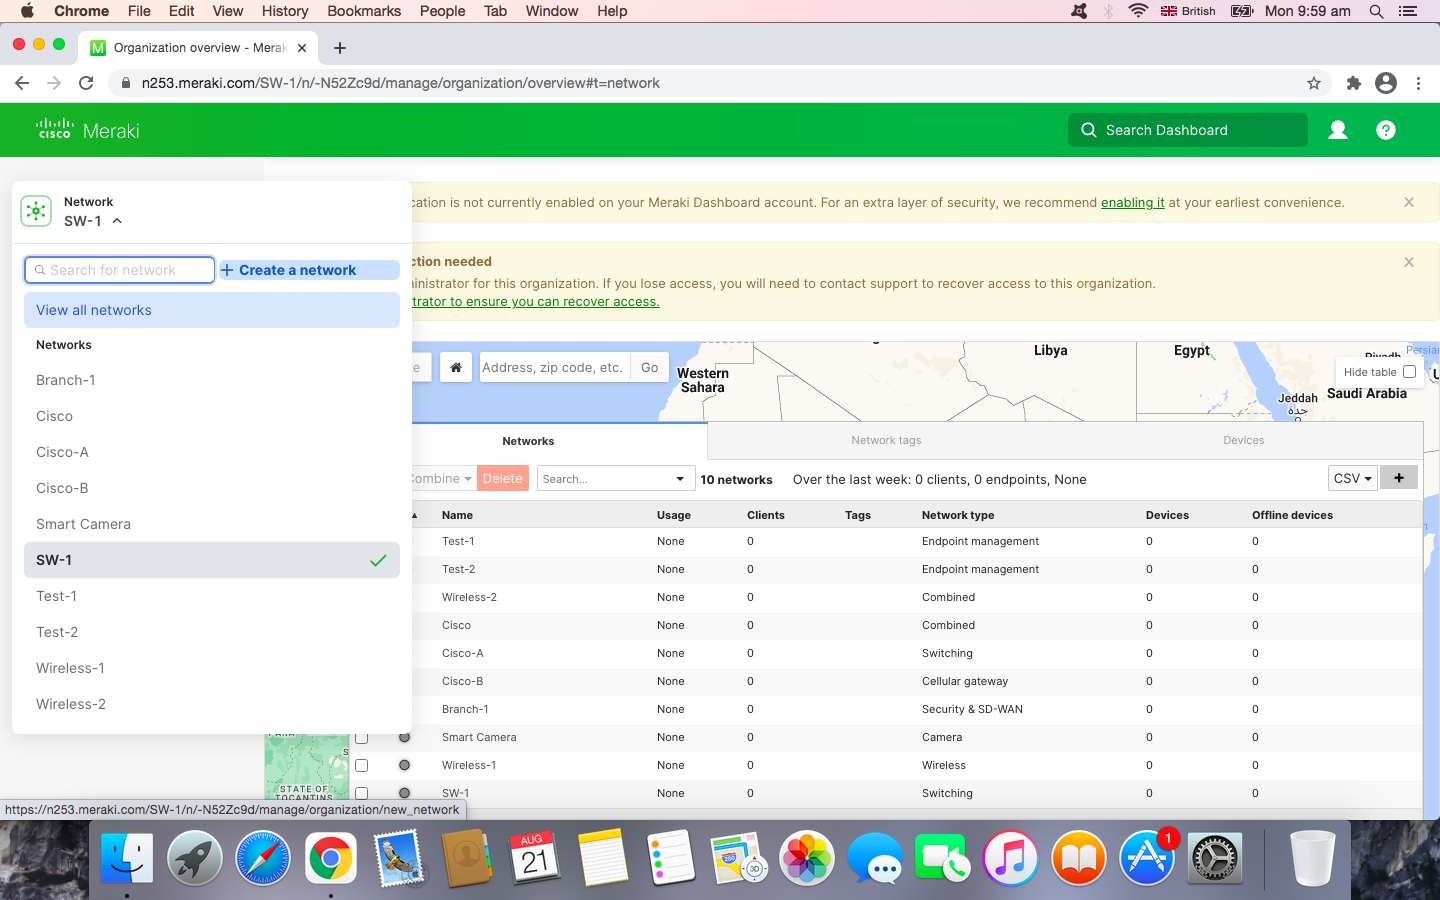 Chrome File Edit View History Bookmarks People Tab Window Help British Mon 9:59 am
Organization overview - Merak
n253.meraki.com/SW-1/n/-N52Zc9d/manage/organization/overview#t=network
cisco Meraki
Search Dashboard
Network
SW-1
Search for network
Create a network
View all networks
Networks
Branch-1
Cisco
Cisco-A
Cisco-B
Smart Camera
SW-1
Test-1
Test-2
Wireless-1
Wireless-2
cation is not currently enabled on your Meraki Dashboard account. For an extra layer of security, we recommend enabling it at your earliest convenience.
ction needed
ninistrator for this organization. If you lose access, you will need to contact support to recover access to this organization.
trator to ensure you can recover access.
e
Address, zip code, etc. Go
Western
Sahara
Libya
Egypt
Riyadh
Persian
Jeddah
جدة
Saudi Arabia
U
Hide table
Networks Network tags Devices
Combine Delete Search... 10 networks Over the last week: 0 clients, 0 endpoints, None CSV +
Name Usage Clients Tags Network type Devices Offline devices
Test-1 None 0 Endpoint management 0 0
Test-2 None 0 Endpoint management 0 0
Wireless-2 None 0 Combined 0 0
Cisco None 0 Combined 0 0
Cisco-A None 0 Switching 0 0
Cisco-B None 0 Cellular gateway 0 0
Branch-1 None 0 Security & SD-WAN 0 0
Smart Camera None 0 Camera 0 0
Wireless-1 None 0 Wireless 0 0
SW-1 None 0 Switching 0 0
STATE OF
TOCANTINS
https://n253.meraki.com/SW-1/n/-N52Zc9d/manage/organization/new_network
AUG
21
280
3D
1